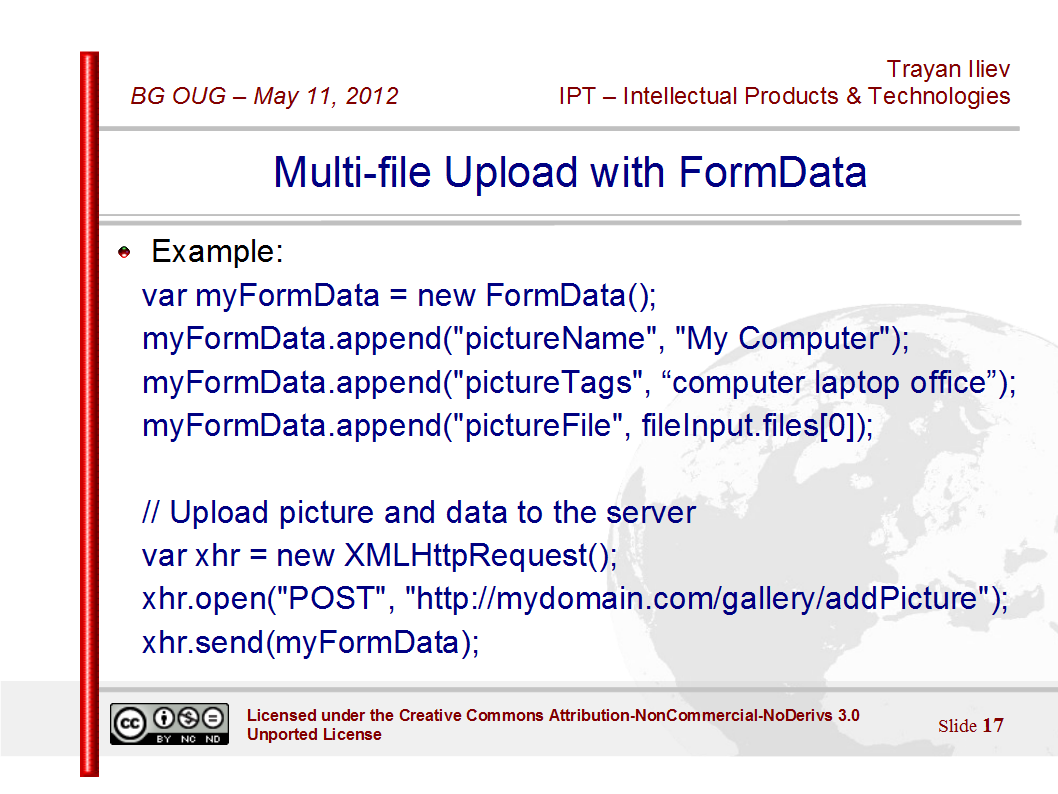 Trayan Iliev
BG OUG – May 11, 2012
IPT – Intellectual Products & Technologies
Multi-file Upload with FormData
Example:
var myFormData = new FormData();
myFormData.append("pictureName", "My Computer");
myFormData.append("pictureTags", “computer laptop office”);
myFormData.append("pictureFile", fileInput.files[0]);
// Upload picture and data to the server
var xhr = new XMLHttpRequest();
xhr.open("POST", "http://mydomain.com/gallery/addPicture");
xhr.send(myFormData);
cc
BY NC ND
Licensed under the Creative Commons Attribution-NonCommercial-NoDerivs 3.0
Unported License
Slide 17